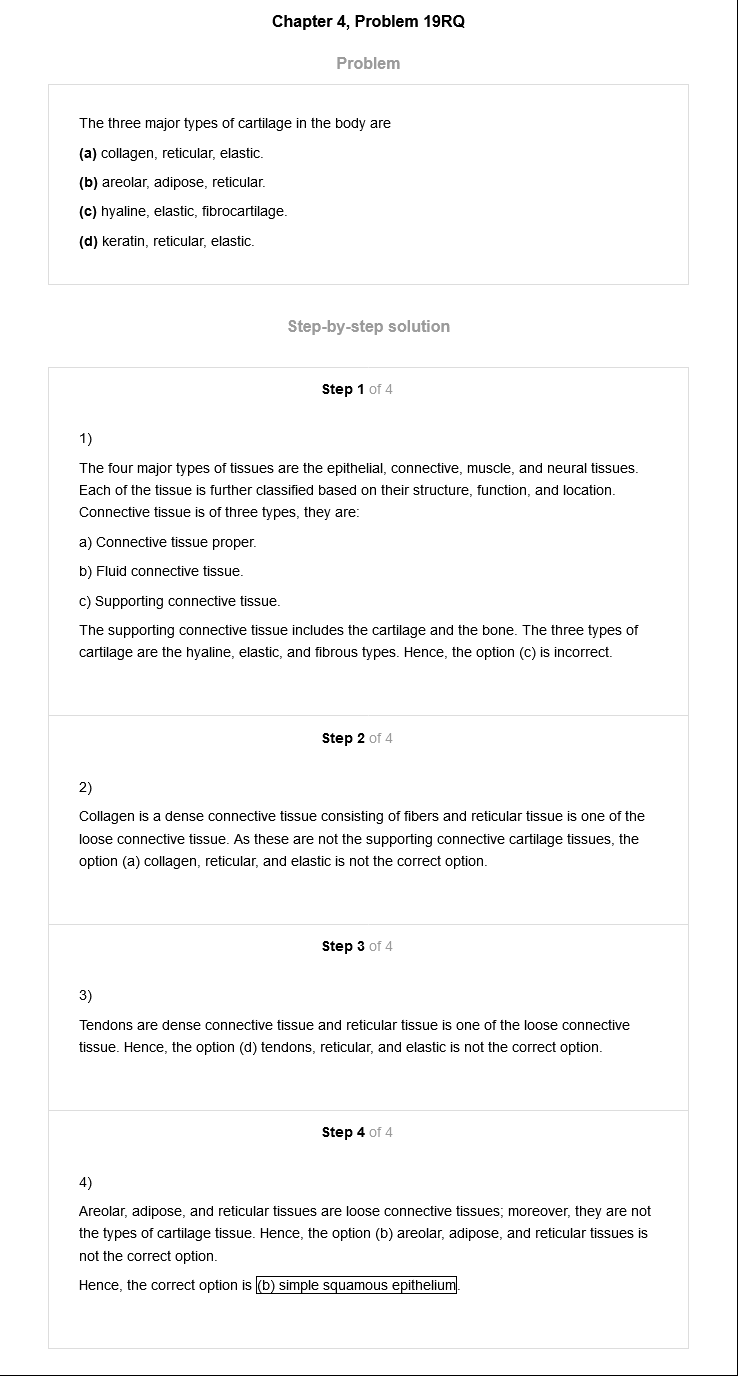 Chapter 4, Problem 19RQ
Problem
The three major types of cartilage in the body are
(a) collagen, reticular, elastic.
(b) areolar, adipose, reticular.
(c) hyaline, elastic, fibrocartilage.
(d) keratin, reticular, elastic.
Step-by-step solution
Step 1 of 4
1)
The four major types of tissues are the epithelial, connective, muscle, and neural tissues.
Each of the tissue is further classified based on their structure, function, and location.
Connective tissue is of three types, they are:
a) Connective tissue proper.
b) Fluid connective tissue.
c) Supporting connective tissue.
The supporting connective tissue includes the cartilage and the bone. The three types of
cartilage are the hyaline, elastic, and fibrous types. Hence, the option (c) is incorrect.
Step 2 of 4
2)
Collagen is a dense connective tissue consisting of fibers and reticular tissue is one of the
loose connective tissue. As these are not the supporting connective cartilage tissues, the
option (a) collagen, reticular, and elastic is not the correct option.
Step 3 of 4
3)
Tendons are dense connective tissue and reticular tissue is one of the loose connective
tissue. Hence, the option (d) tendons, reticular, and elastic is not the correct option.
Step 4 of 4
4)
Areolar, adipose, and reticular tissues are loose connective tissues; moreover, they are not
the types of cartilage tissue. Hence, the option (b) areolar, adipose, and reticular tissues is
not the correct option.
Hence, the correct option is (b) simple squamous epithelium.